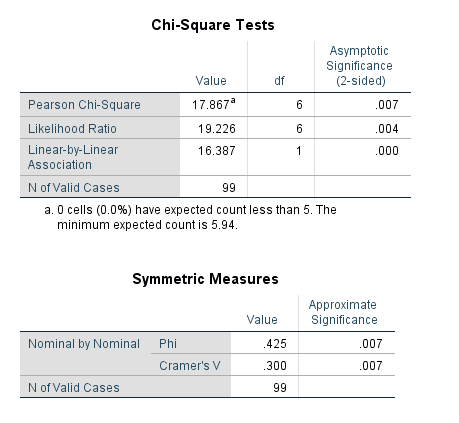 Chi-Square Tests
Value df Asymptotic Significance (2-sided)
Pearson Chi-Square 17.867a 6 .007
Likelihood Ratio 19.226 6 .004
Linear-by-Linear Association 16.387 1 .000
N of Valid Cases 99
a. 0 cells (0.0%) have expected count less than 5. The
minimum expected count is 5.94.
Symmetric Measures
Value Approximate Significance
Nominal by Nominal Phi .425 .007
Cramer's V .300 .007
N of Valid Cases 99